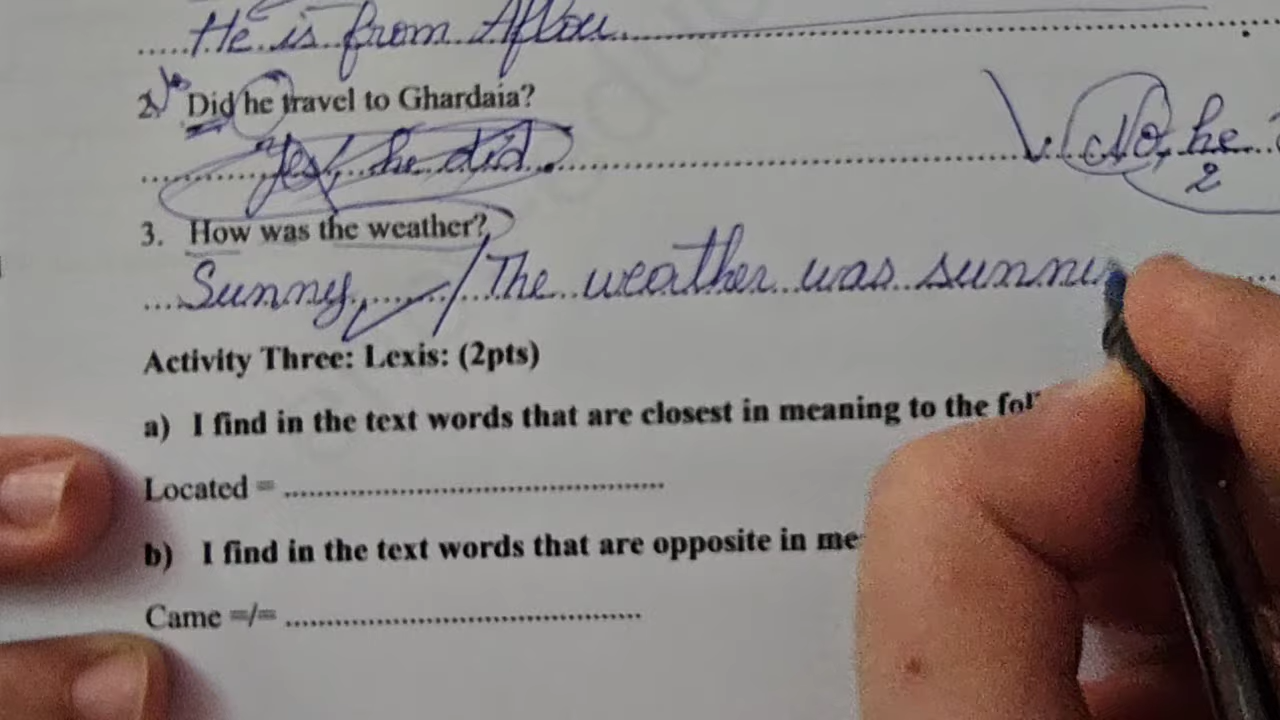 He is from Aflou
2. Did he travel to Ghardaia?
Yes, he did. No, he
2
3. How was the weather?
Sunny, / The weather was sunn
Activity Three: Lexis: (2pts)
a) I find in the text words that are closest in meaning to the fol
Located =
b) I find in the text words that are opposite in me
Came =/=